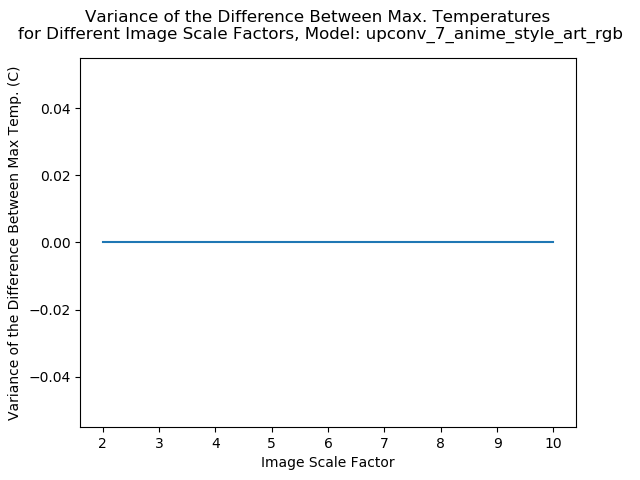 Variance of the Difference Between Max. Temperatures
for Different Image Scale Factors, Model: upconv_7_anime_style_art_rgb
Variance of the Difference Between Max Temp. (C)
0.04
0.02
0.00
−0.02
−0.04
2 3 4 5 6 7 8 9 10
Image Scale Factor